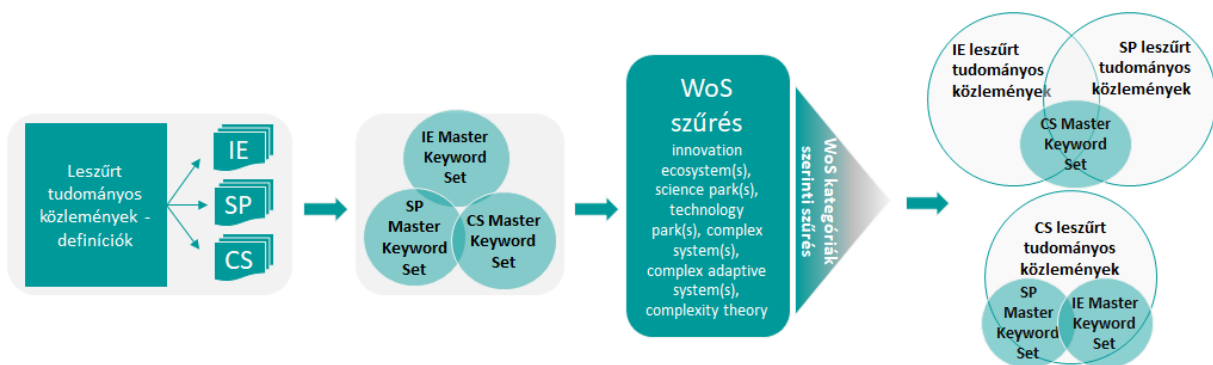 Leszűrt
tudományos
közlemények -
definíciók
IE
SP
CS
IE Master
Keyword
Set
SP
Master
Keyword
Set
CS Master
Keyword
Set
WoS
szűrés
innovation
ecosystem(s),
science park(s),
technology
park(s), complex
system(s),
complex adaptive
system(s),
complexity theory
WoS kategóriák
szerinti szűrés
IE leszűrt
tudományos
közlemények
SP leszűrt
tudományos
közlemények
CS Master
Keyword
Set
CS leszűrt
tudományos
közlemények
SP
Master
Keyword
Set
IE Master
Keyword
Set